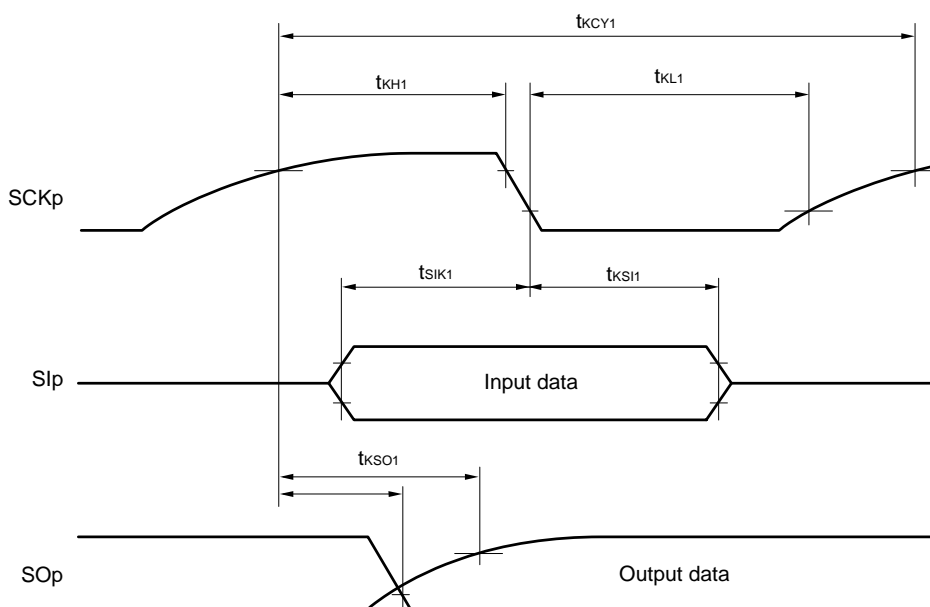 tKCY1
tKH1
tKL1
SCKp
tSIK1
tKSI1
SIp
Input data
tKSO1
SOp
Output data